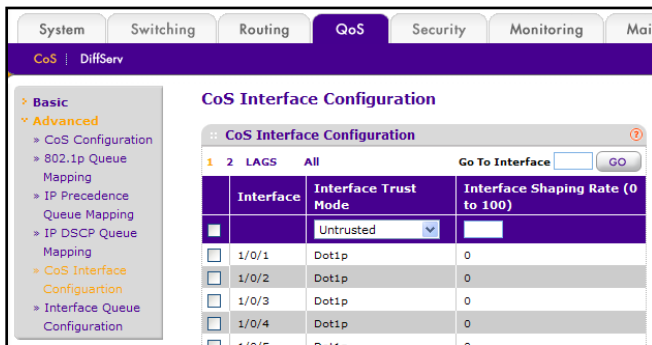 System Switching Routing QoS Security Monitoring Mai
CoS | DiffServ
Basic
Advanced
» CoS Configuration
» 802.1p Queue
Mapping
» IP Precedence
Queue Mapping
» IP DSCP Queue
Mapping
» CoS Interface
Configuartion
» Interface Queue
Configuration
CoS Interface Configuration
CoS Interface Configuration ?
1 2 LAGS All Go To Interface GO
Interface Interface Trust Mode Interface Shaping Rate (0 to 100)
Untrusted
1/0/1 Dot1p 0
1/0/2 Dot1p 0
1/0/3 Dot1p 0
1/0/4 Dot1p 0